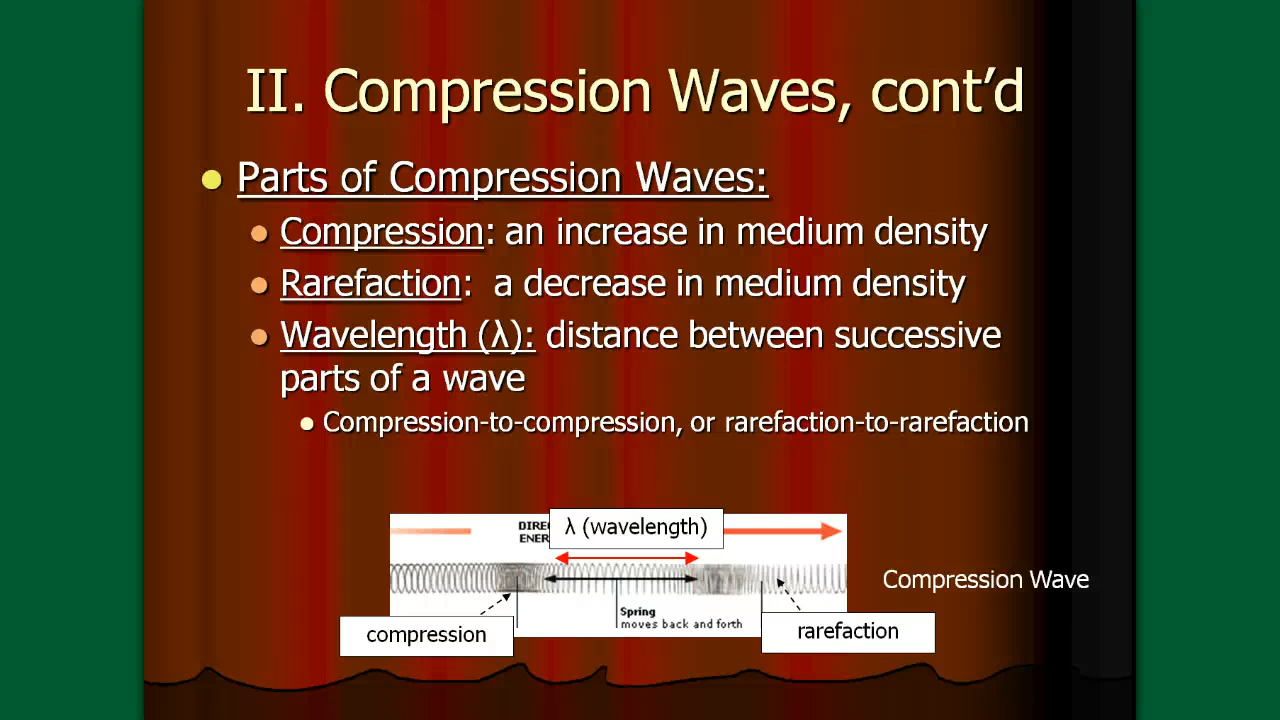 II. Compression Waves, cont’d
Parts of Compression Waves:
Compression: an increase in medium density
Rarefaction:  a decrease in medium density
Wavelength (λ): distance between successive
parts of a wave
Compression-to-compression, or rarefaction-to-rarefaction
λ (wavelength)
Compression Wave
Spring
moves back and forth
compression
rarefaction